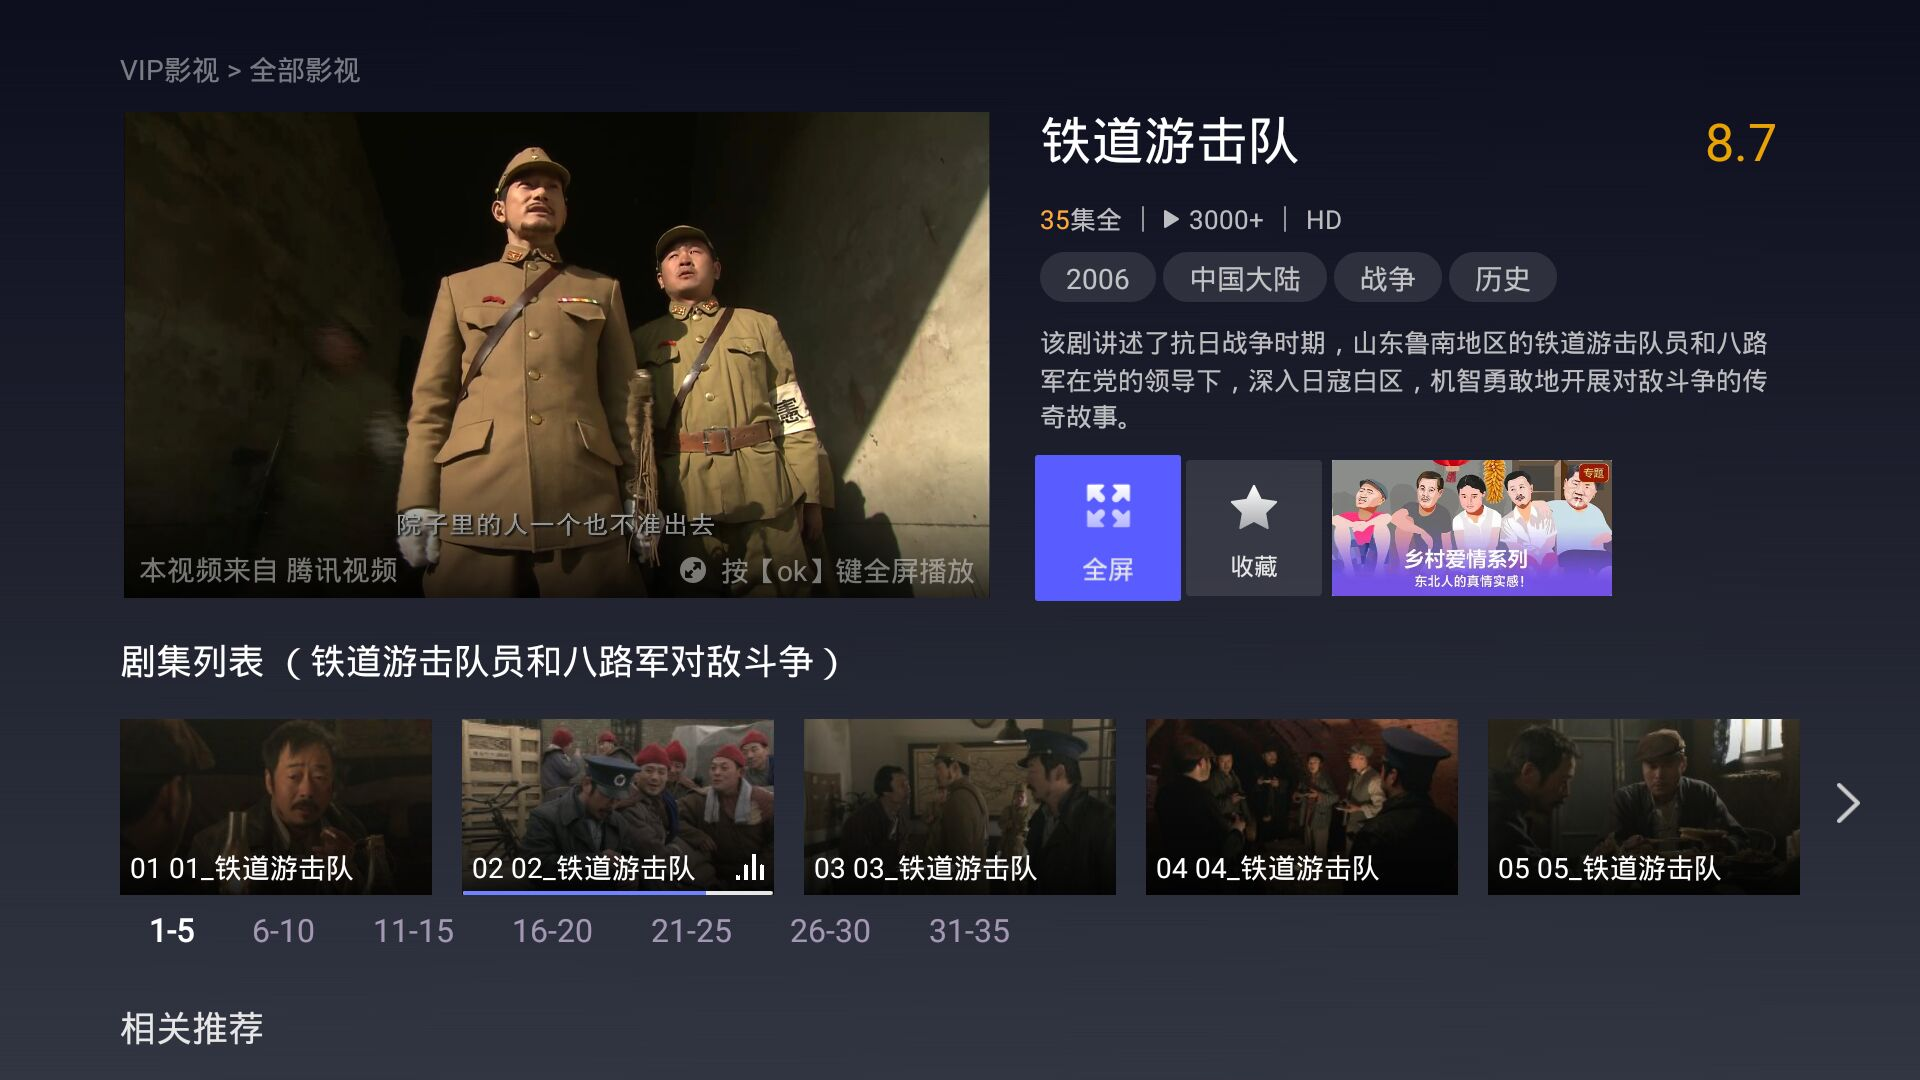 VIP影视 > 全部影视
铁道游击队
8.7
35集全 | 3000+ | HD
2006 中国大陆 战争 历史
该剧讲述了抗日战争时期，山东鲁南地区的铁道游击队员和八路
军在党的领导下，深入日寇白区，机智勇敢地开展对敌斗争的传
奇故事。
憲
院子里的人一个也不准出去
本视频来自 腾讯视频
按【ok】键全屏播放
全屏
收藏
专题
乡村爱情系列
东北人的真情实感！
剧集列表（铁道游击队员和八路军对敌斗争）
01 01_铁道游击队
02 02_铁道游击队
03 03_铁道游击队
04 04_铁道游击队
05 05_铁道游击队
1-5 6-10 11-15 16-20 21-25 26-30 31-35
相关推荐